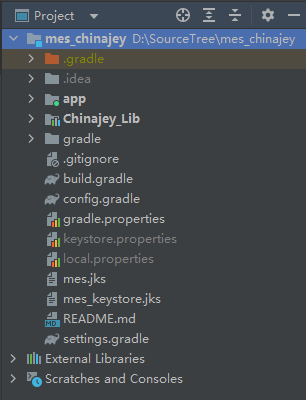 Project
mes_chinajey D:\SourceTree\mes_chinajey
.gradle
.idea
app
Chinajey_Lib
gradle
.gitignore
build.gradle
config.gradle
gradle.properties
keystore.properties
local.properties
mes.jks
mes_keystore.jks
MD README.md
settings.gradle
External Libraries
Scratches and Consoles